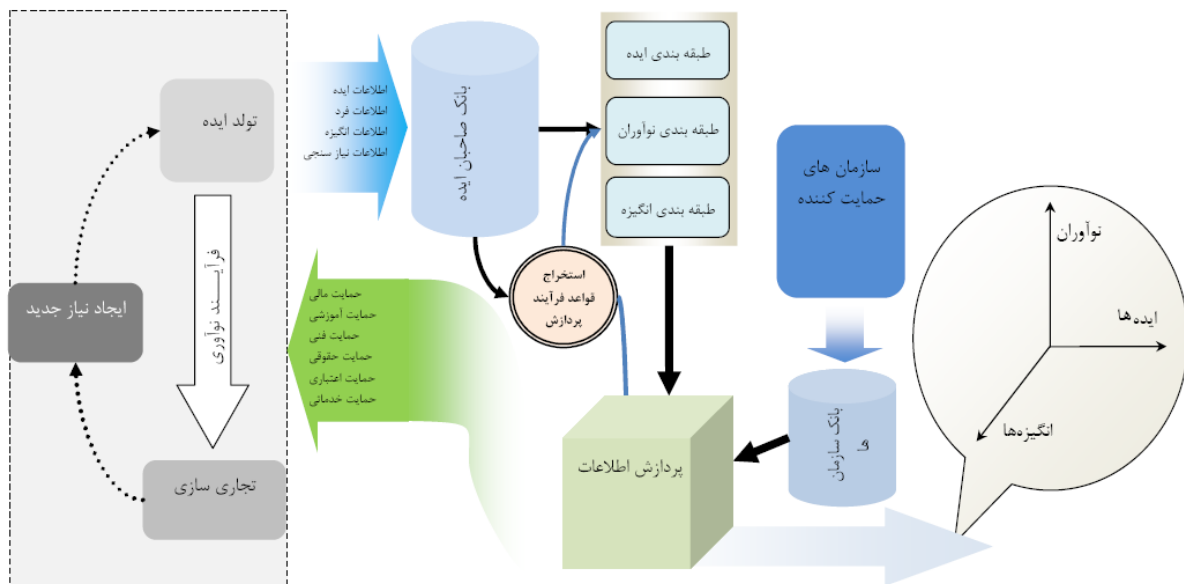 تولد ایده
فرآیـــند نوآوری
ایجاد نیاز جدید
تجاری سازی
اطلاعات ایده
اطلاعات فرد
اطلاعات انگیزه
اطلاعات نیاز سنجی
بانک صاحبان ایده
طبقه بندی ایده
طبقه بندی نوآوران
طبقه بندی انگیزه
استخراج
قواعد فرآیند
پردازش
حمایت مالی
حمایت آموزشی
حمایت فنی
حمایت حقوقی
حمایت اعتباری
حمایت خدماتی
سازمان های
حمایت کننده
بانک سازمان
ها
پردازش اطلاعات
نوآوران
ایده‌ها
انگیزه‌ها